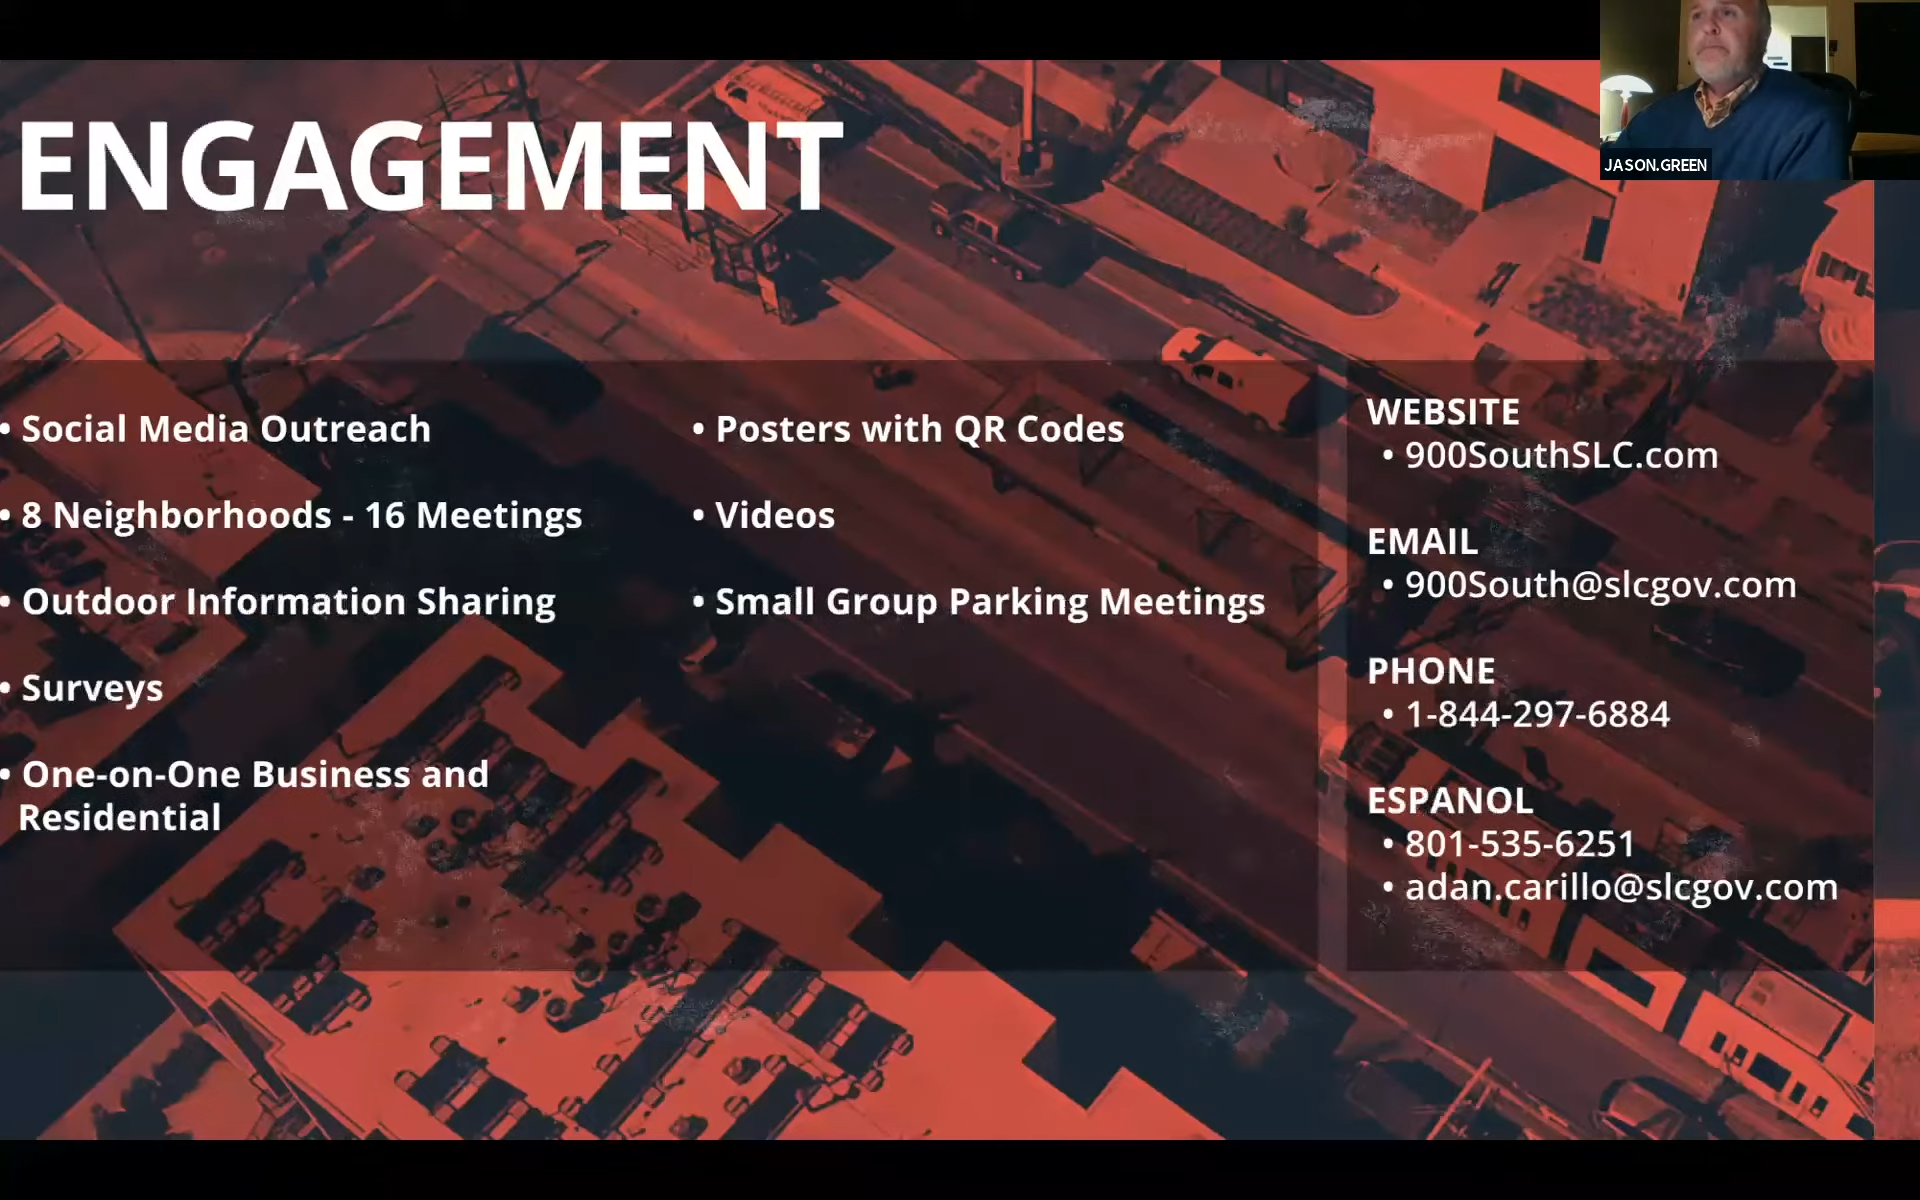 JASON.GREEN
ENGAGEMENT
• Social Media Outreach
• 8 Neighborhoods - 16 Meetings
• Outdoor Information Sharing
• Surveys
• One-on-One Business and
Residential
• Posters with QR Codes
• Videos
• Small Group Parking Meetings
WEBSITE
• 900SouthSLC.com
EMAIL
• 900South@slcgov.com
PHONE
• 1-844-297-6884
ESPANOL
• 801-535-6251
• adan.carillo@slcgov.com